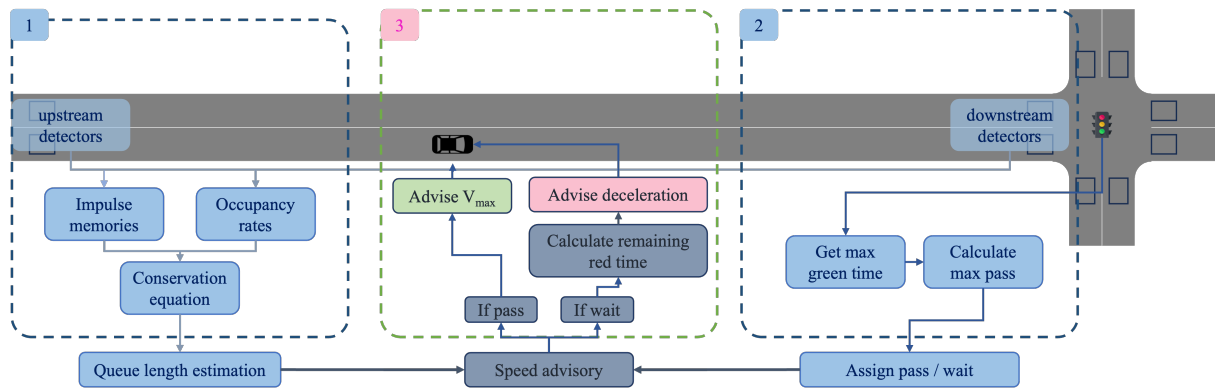 1
3
2
upstream
detectors
downstream
detectors
Impulse
memories
Occupancy
rates
Conservation
equation
Queue length estimation
Advise Vmax
Advise deceleration
Calculate remaining
red time
If pass
If wait
Speed advisory
Get max
green time
Calculate
max pass
Assign pass / wait